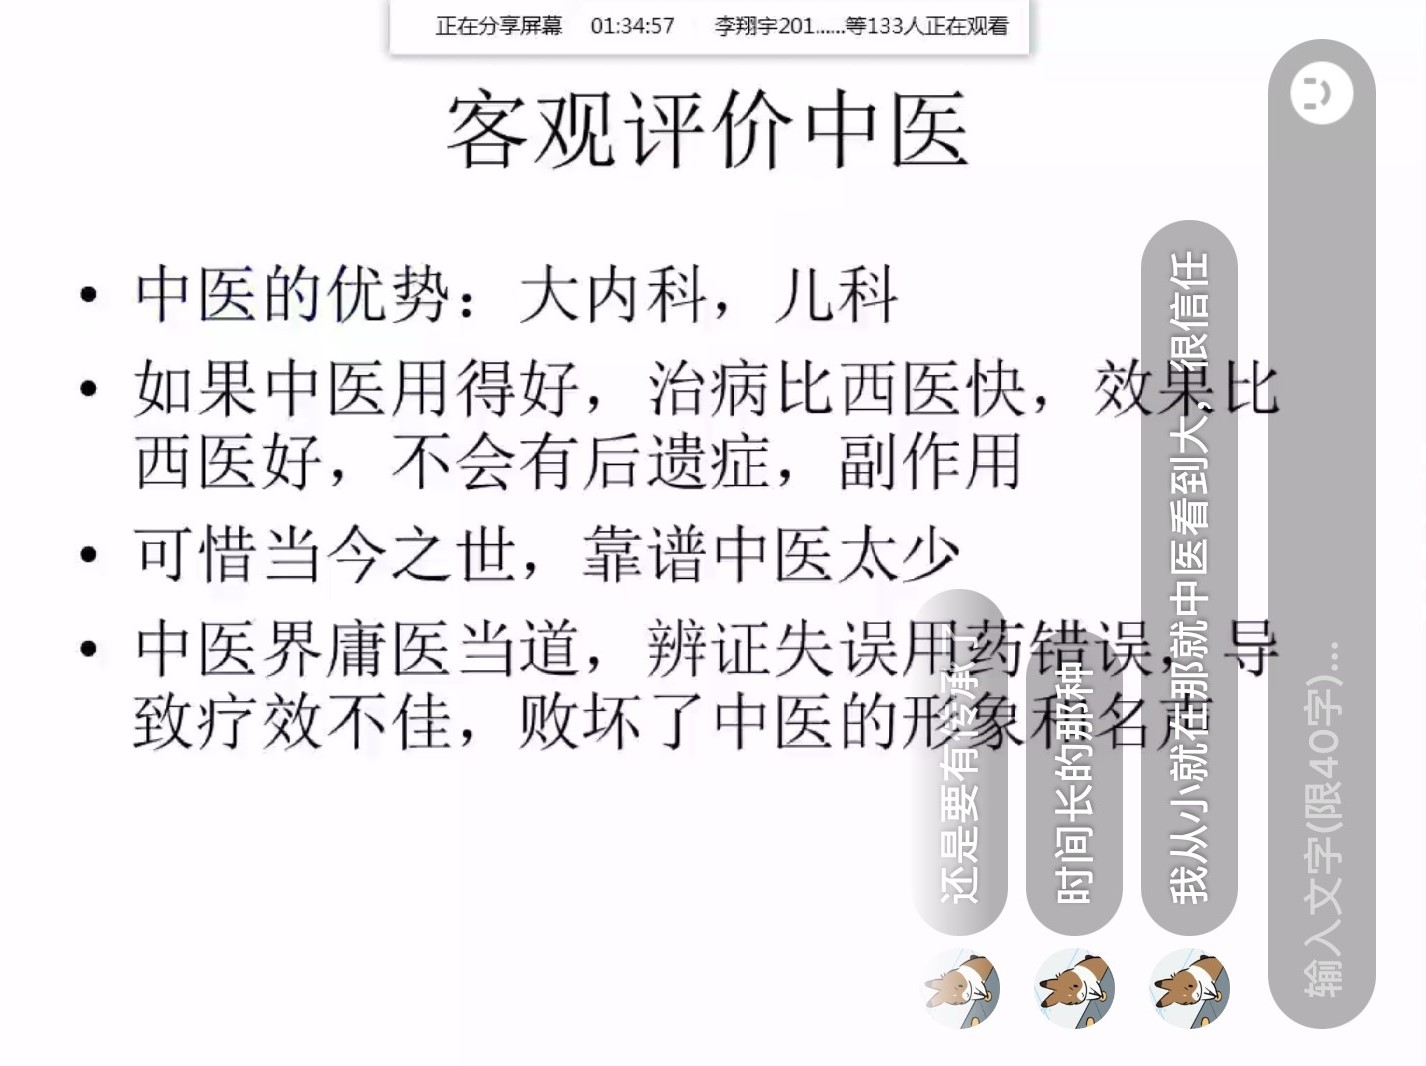 正在分享屏幕 01:34:57 李翔宇201......等133人正在观看
客观评价中医
• 中医的优势：大内科，儿科
• 如果中医用得好，治病比西医快，效果比
西医好，不会有后遗症，副作用
• 可惜当今之世，靠谱中医太少
• 中医界庸医当道，辨证失误用药错误，导
致疗效不佳，败坏了中医的形象和名声
还是要有传承了
时间长的那种
我从小就在那就中医看到大，很信任
输入文字(限40字)...